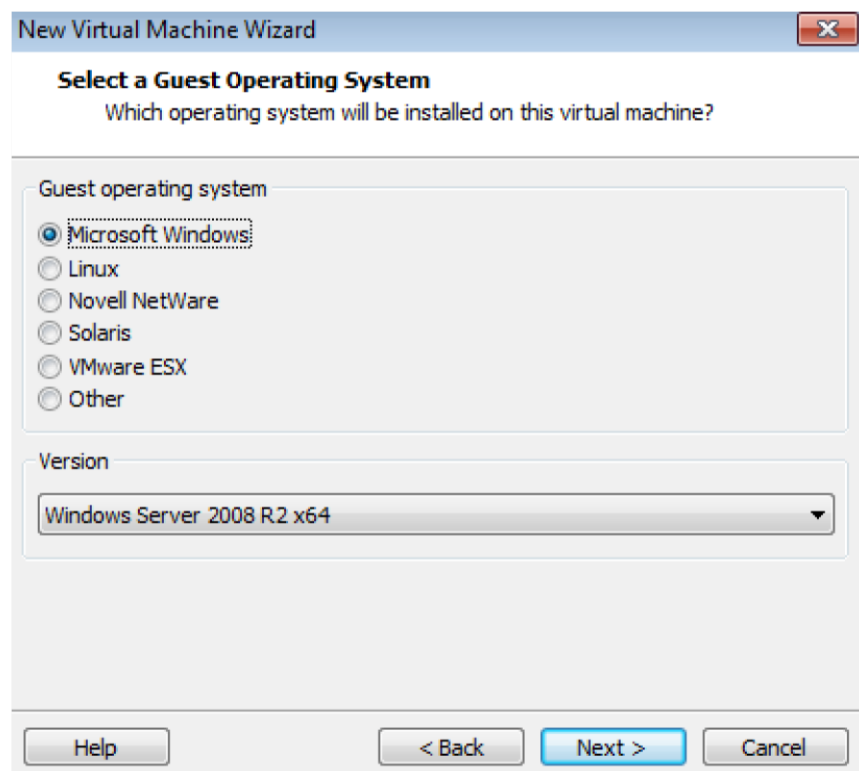 New Virtual Machine Wizard
Select a Guest Operating System
Which operating system will be installed on this virtual machine?
Guest operating system
Microsoft Windows
Linux
Novell NetWare
Solaris
VMware ESX
Other
Version
Windows Server 2008 R2 x64
Help
< Back
Next >
Cancel